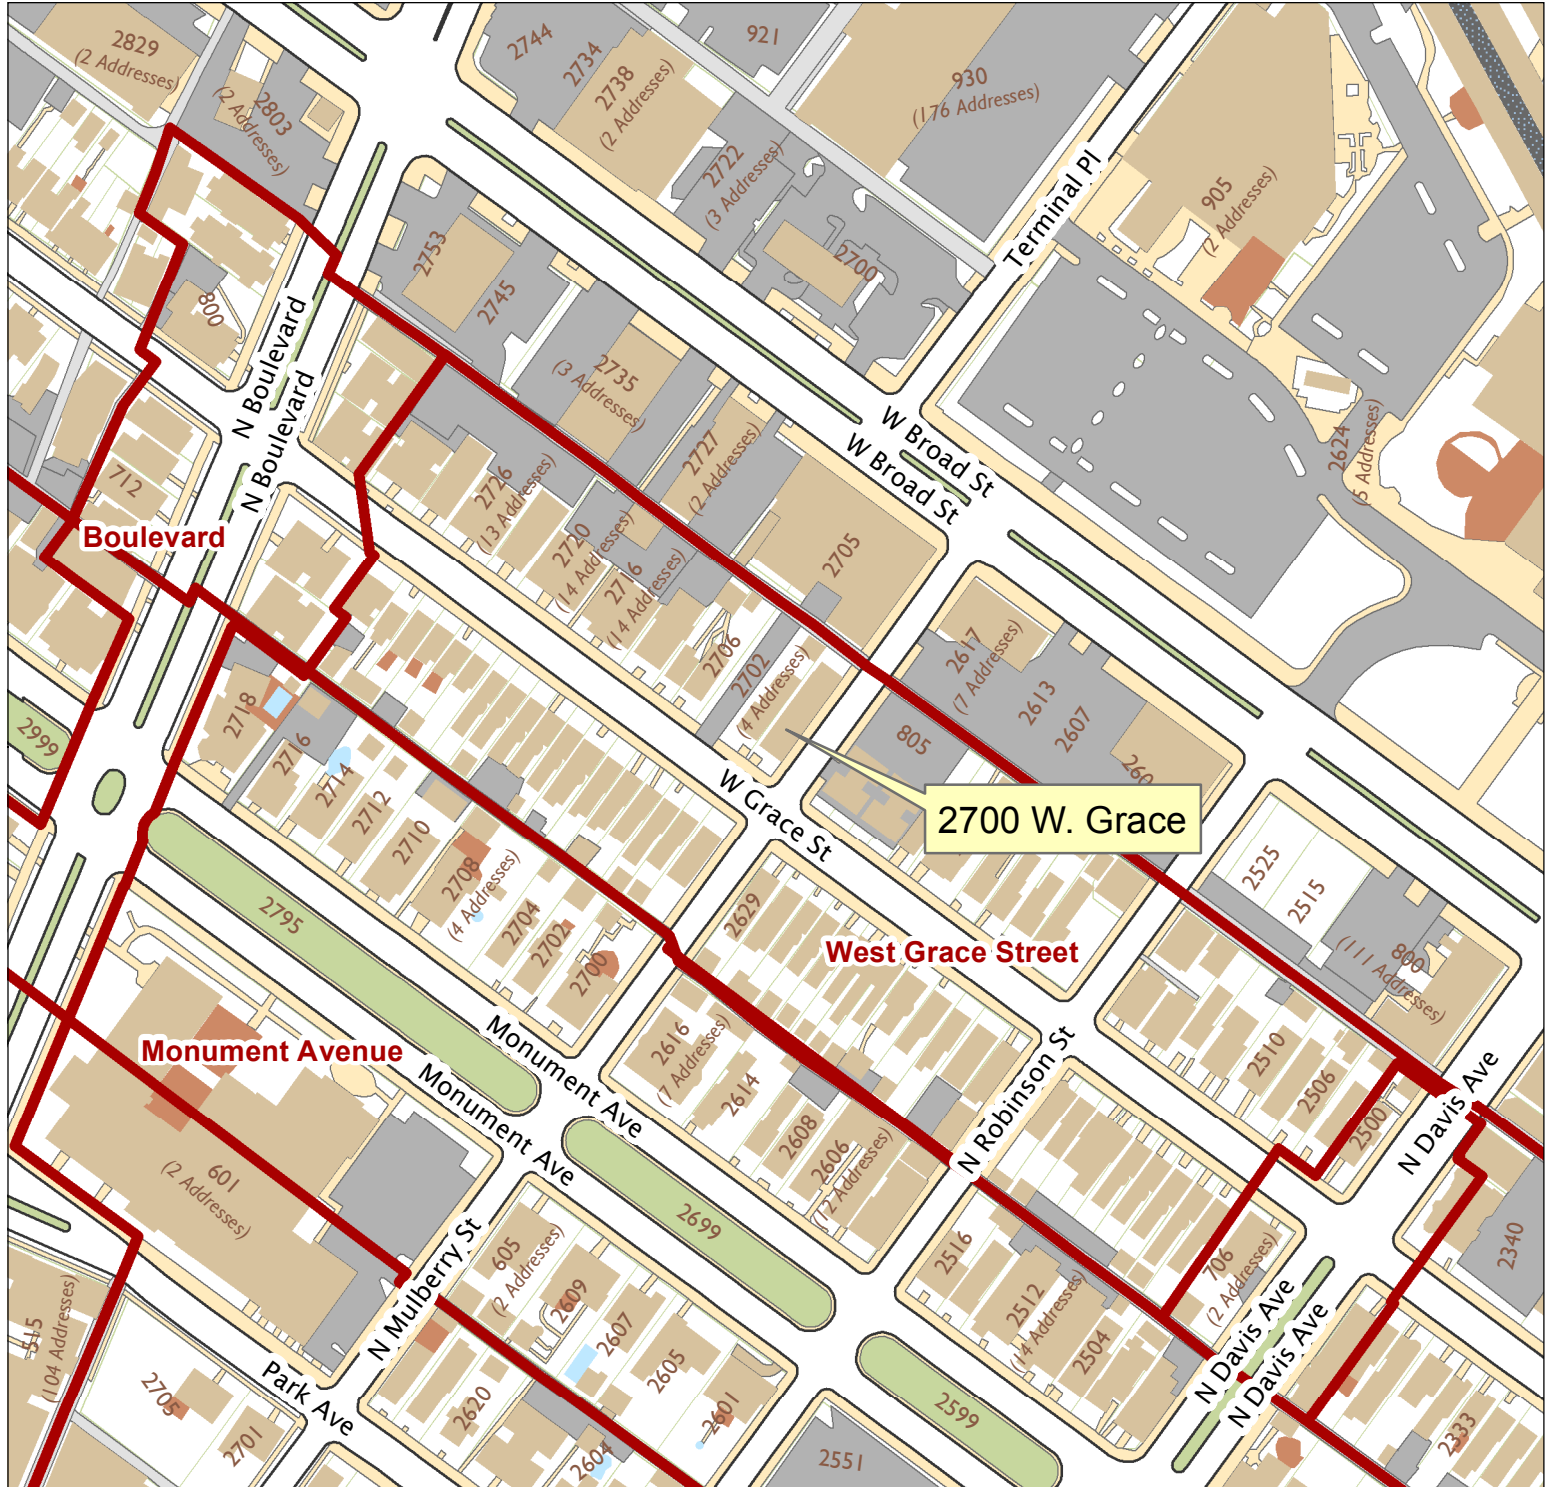 2829
(2 Addresses)
2803
(2 Addresses)
2744
2734
2738
(2 Addresses)
921
930
(176 Addresses)
2722
(3 Addresses)
2700
Terminal Pl
905
(2 Addresses)
2753
2745
800
N Boulevard
N Boulevard
2735
(3 Addresses)
2727
(2 Addresses)
W Broad St
W Broad St
2624
(5 Addresses)
712
Boulevard
2726
(13 Addresses)
2720
(14 Addresses)
2716
(14 Addresses)
2705
2706
2702
(4 Addresses)
2617
(7 Addresses)
2613
2607
805
260
2700 W. Grace
W Grace St
2999
2718
2716
2714
2712
2710
2708
(4 Addresses)
2704
2702
2700
2795
2629
West Grace Street
2525
2515
800
(111 Addresses)
2510
2506
2500
N Davis Ave
Monument Avenue
Monument Ave
Monument Ave
2616
(7 Addresses)
2614
2608
2606
(12 Addresses)
N Robinson St
601
(2 Addresses)
N Mulberry St
605
(2 Addresses)
2609
2607
2605
2601
2699
2516
2512
(14 Addresses)
2504
706
(2 Addresses)
N Davis Ave
N Davis Ave
2340
515
(104 Addresses)
2705
2701
Park Ave
2620
2604
2551
2599
2333